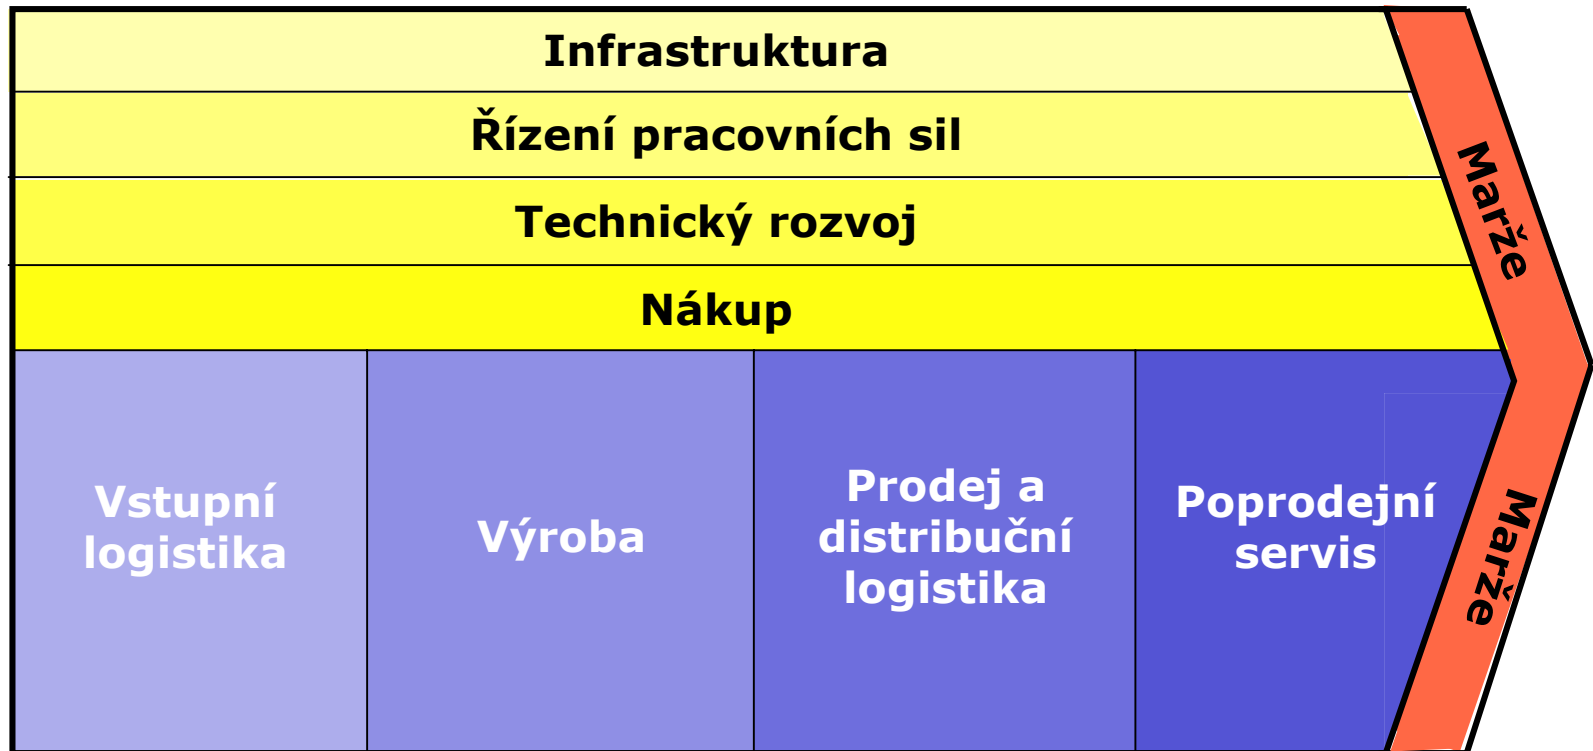 Infrastruktura
Řízení pracovních sil
Technický rozvoj
Nákup
Marže
Vstupní
logistika
Výroba
Prodej a
distribuční
logistika
Poprodejní
servis
Marže